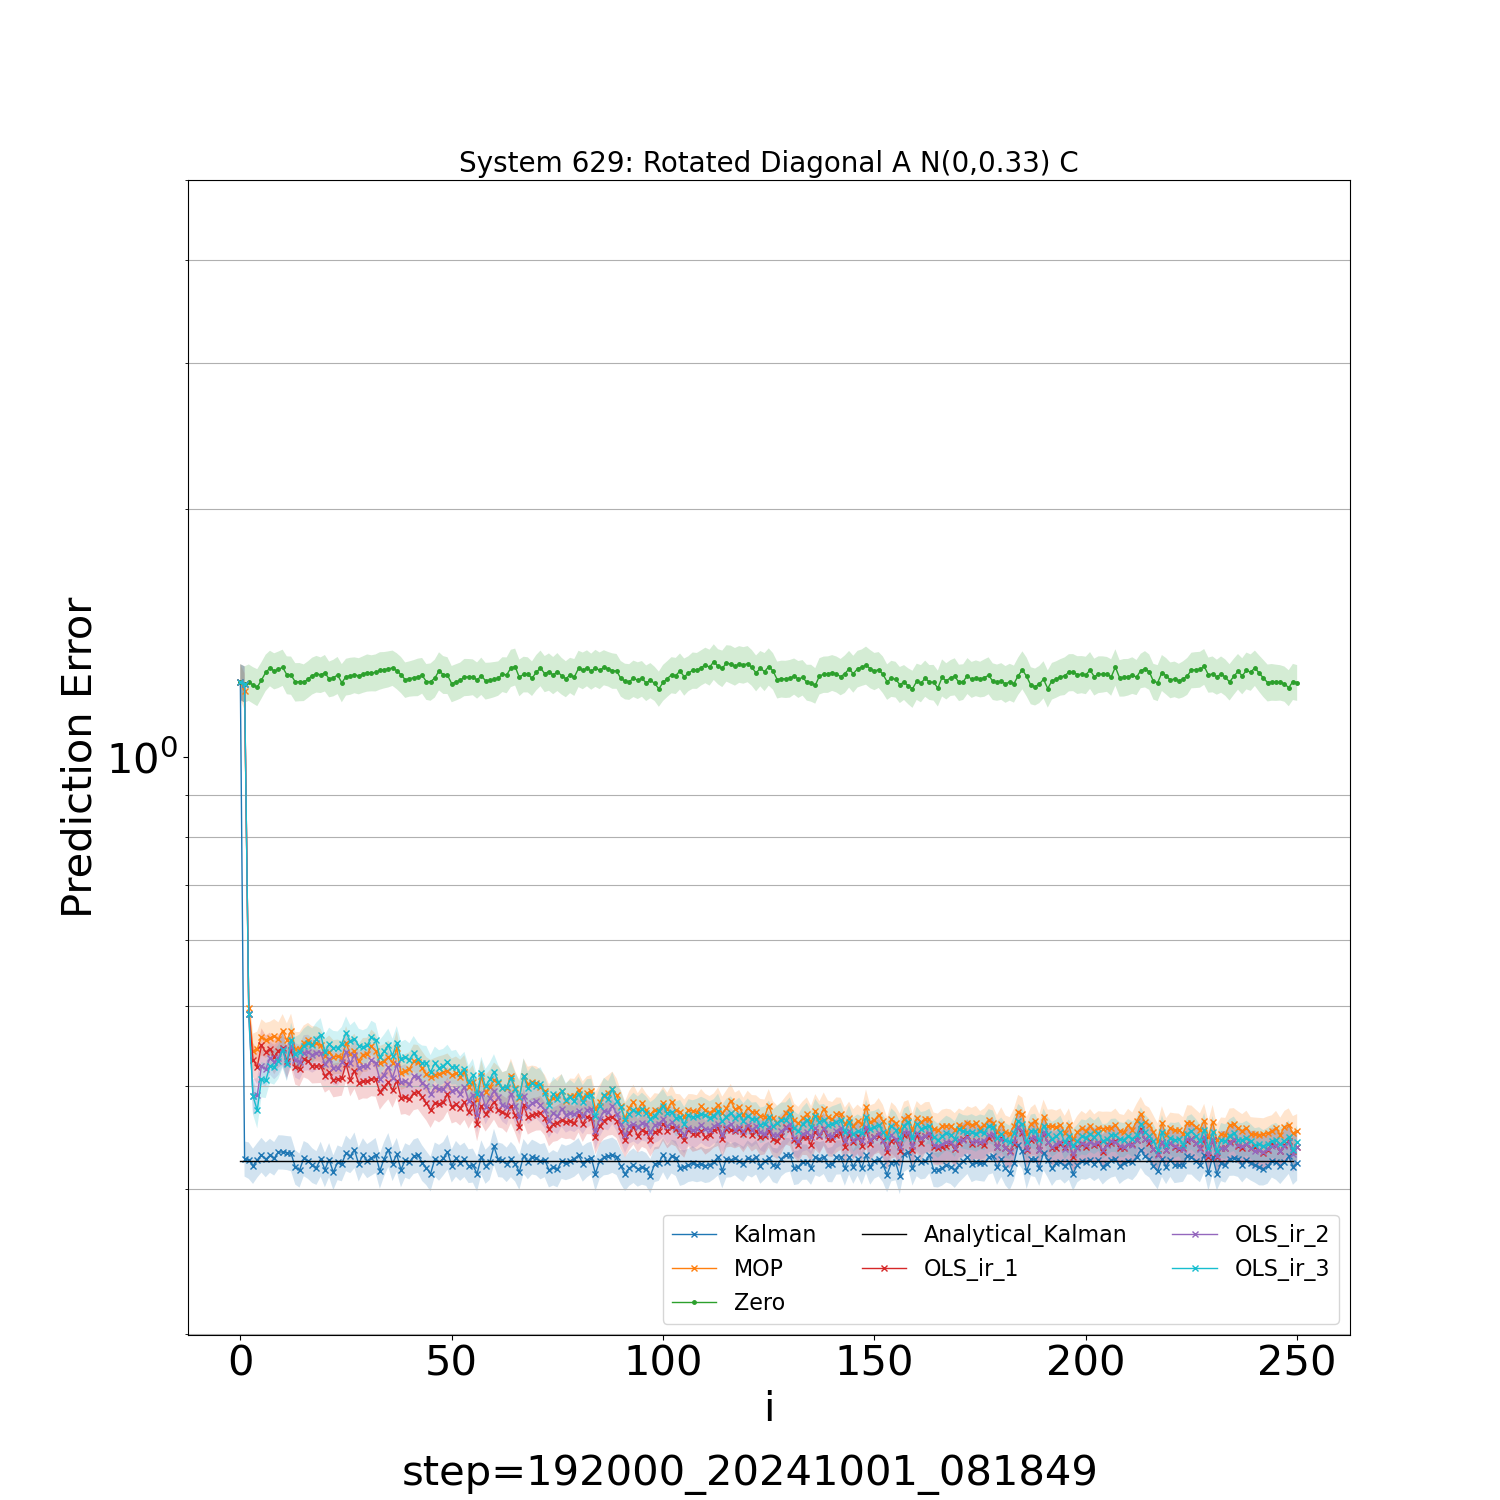 System 629: Rotated Diagonal A N(0,0.33) C
Prediction Error
10⁰
Kalman
MOP
Zero
Analytical_Kalman
OLS_ir_1
OLS_ir_2
OLS_ir_3
0 50 100 150 200 250
i
step=192000_20241001_081849